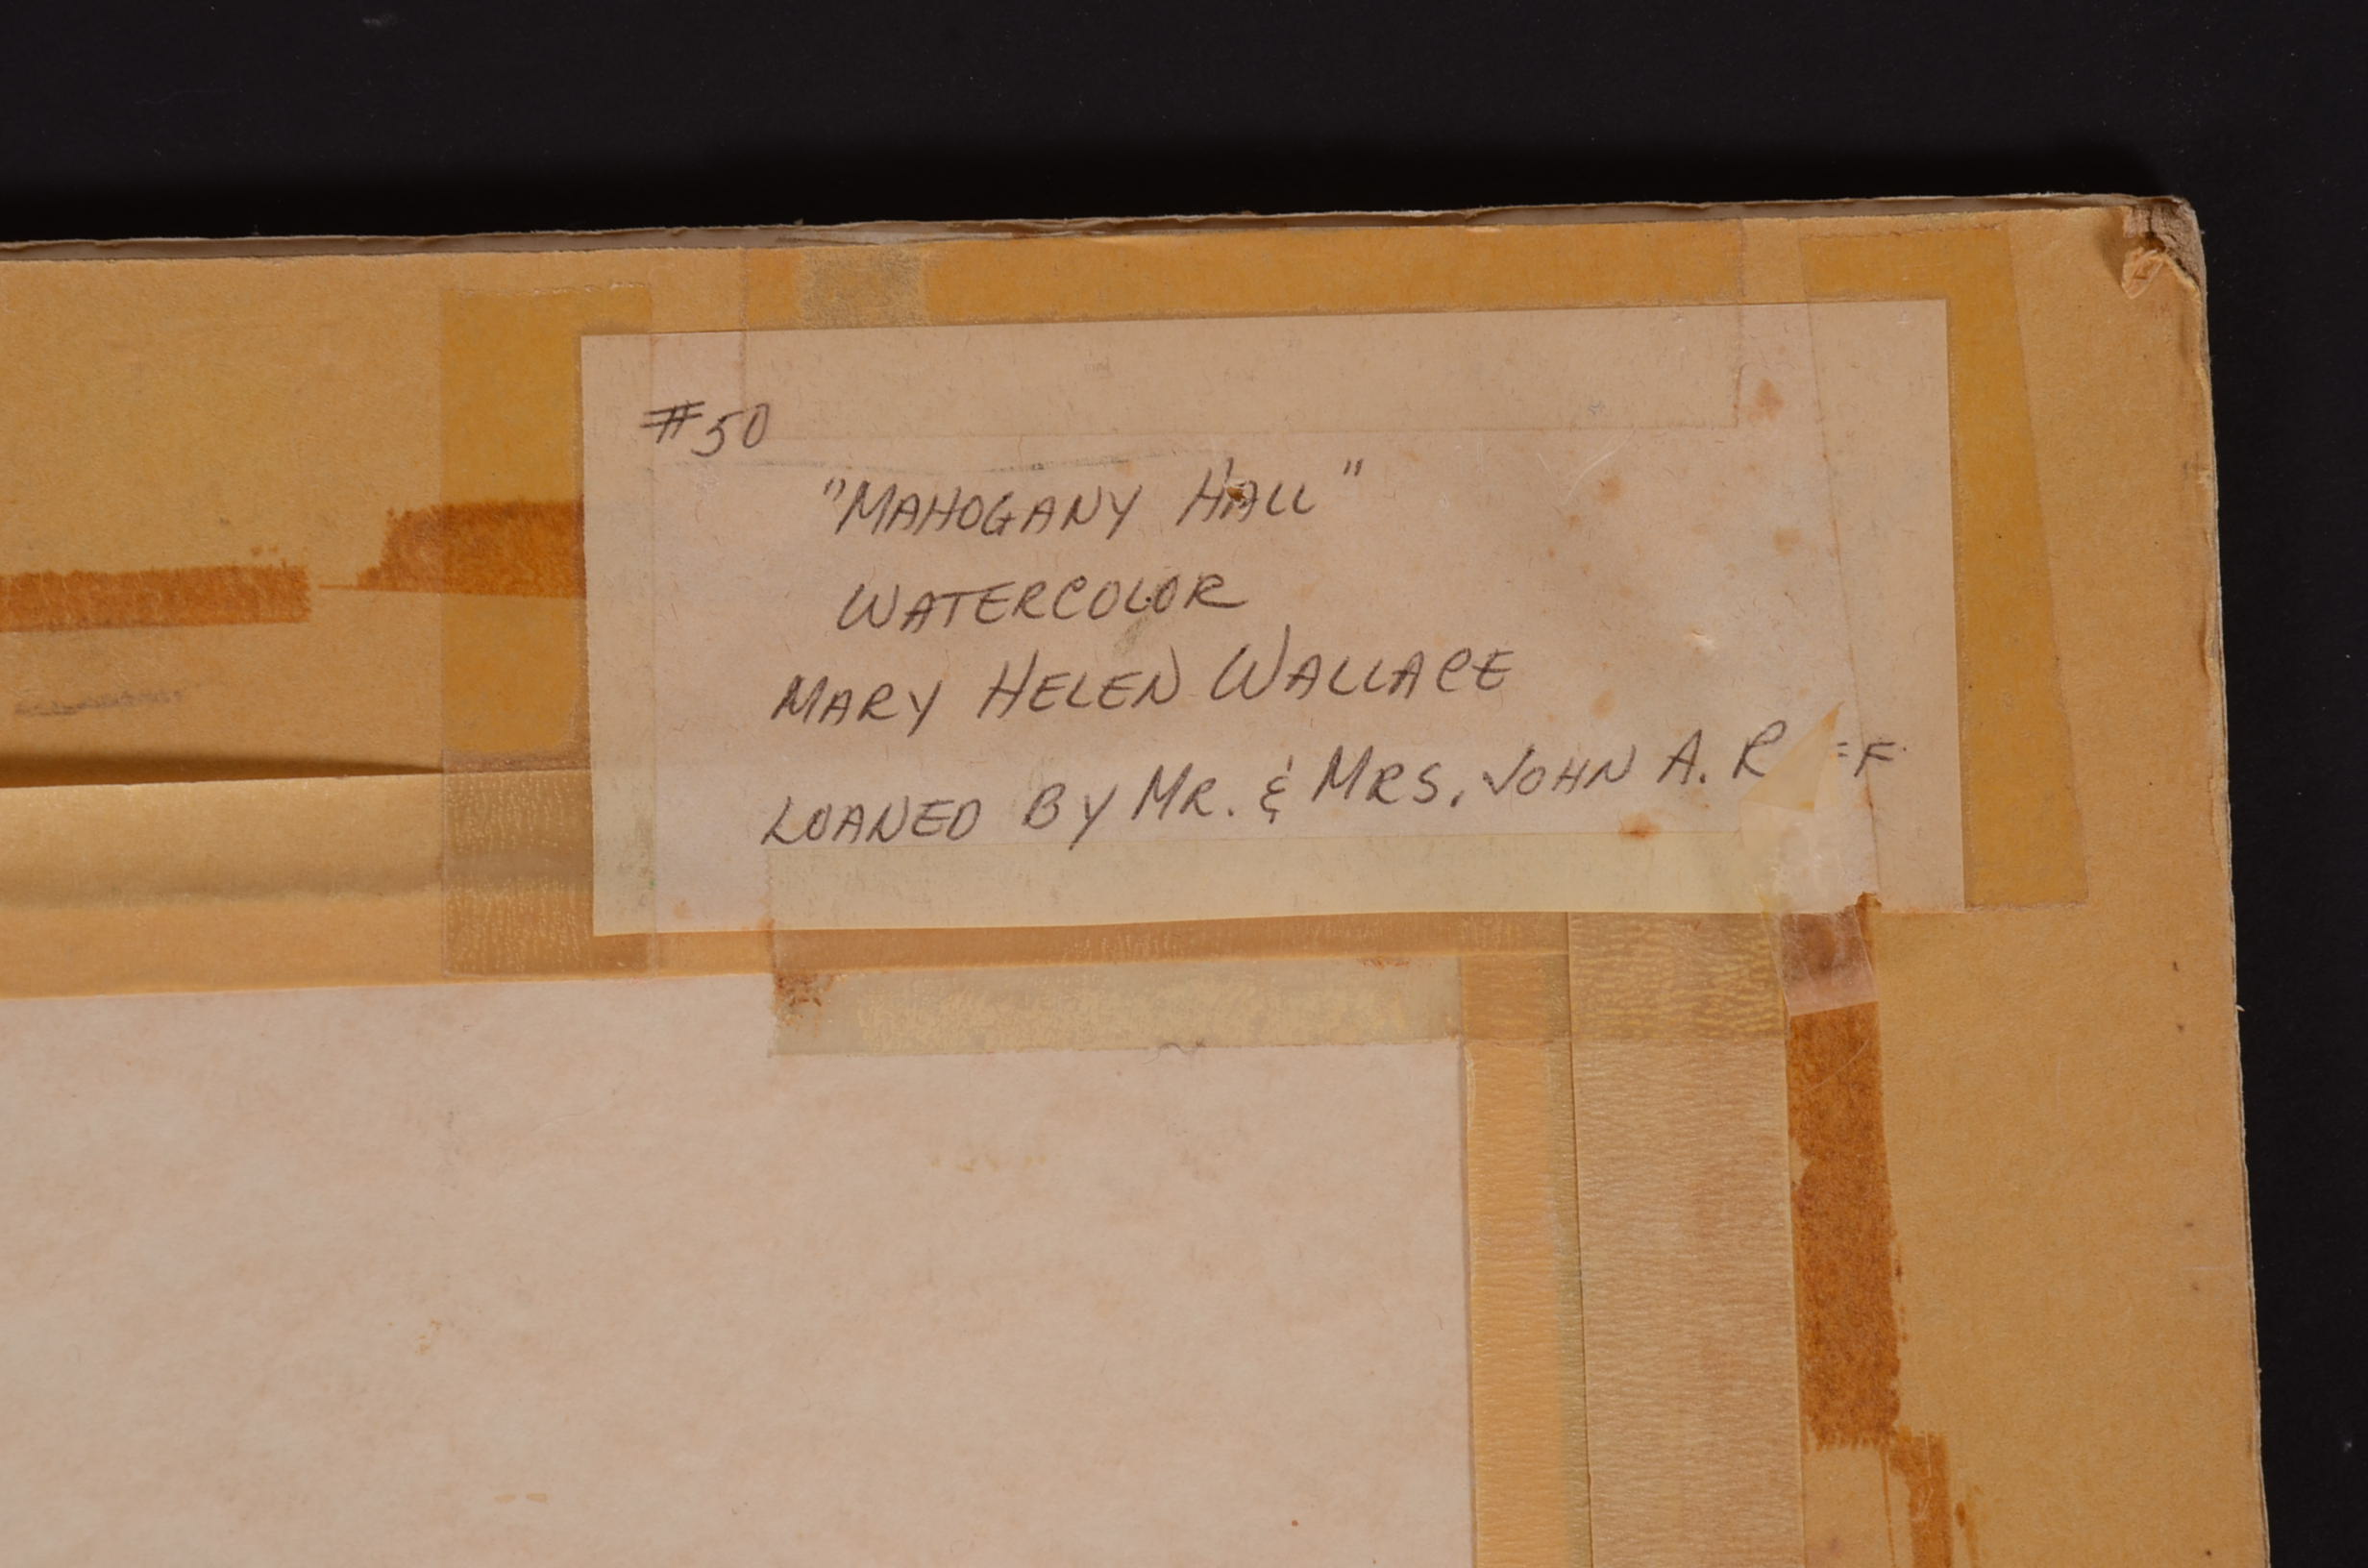 #50
"MAHOGANY HALL"
WATERCOLOR
MARY HELEN WALLACE
LOANED BY MR. & MRS. JOHN A.